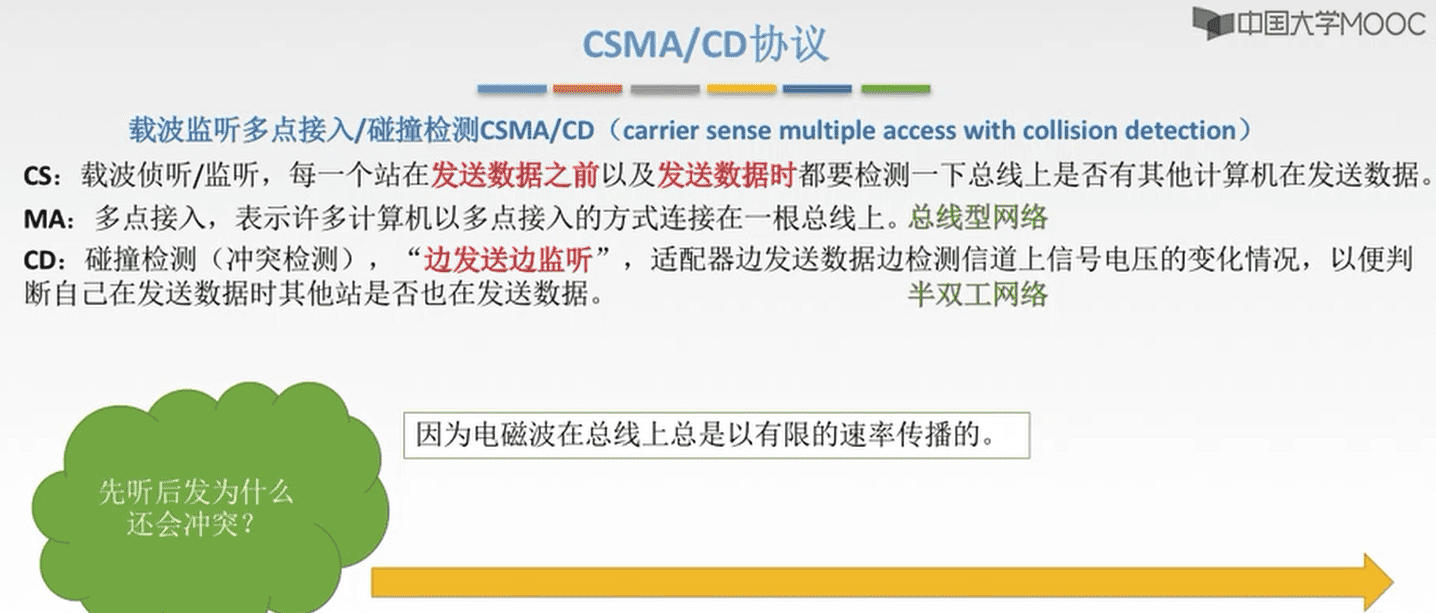 中国大学MOOC
CSMA/CD协议
载波监听多点接入/碰撞检测CSMA/CD（carrier sense multiple access with collision detection）
CS：载波侦听/监听，每一个站在发送数据之前以及发送数据时都要检测一下总线上是否有其他计算机在发送数据。
MA：多点接入，表示许多计算机以多点接入的方式连接在一根总线上。总线型网络
CD：碰撞检测（冲突检测），“边发送边监听”，适配器边发送数据边检测信道上信号电压的变化情况，以便判
断自己在发送数据时其他站是否也在发送数据。 半双工网络
因为电磁波在总线上总是以有限的速率传播的。
先听后发为什么
还会冲突？